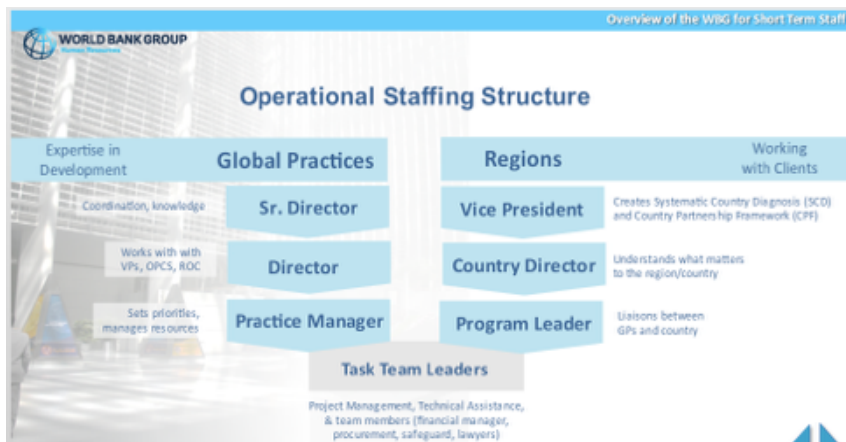 Overview of the WBG for Short Term Staff
WORLD BANK GROUP
Human Resources
Operational Staffing Structure
Expertise in
Development
Global Practices
Regions
Working
with Clients
Coordination, knowledge
Sr. Director
Vice President
Creates Systematic Country Diagnosis (SCD)
and Country Partnership Framework (CPF)
Works with with
VPs, OPCS, ROC
Director
Country Director
Understands what matters
to the region/country
Sets priorities,
manages resources
Practice Manager
Program Leader
Liaisons between
GPs and country
Task Team Leaders
Project Management, Technical Assistance,
& team members (financial manager,
procurement, safeguard, lawyers)